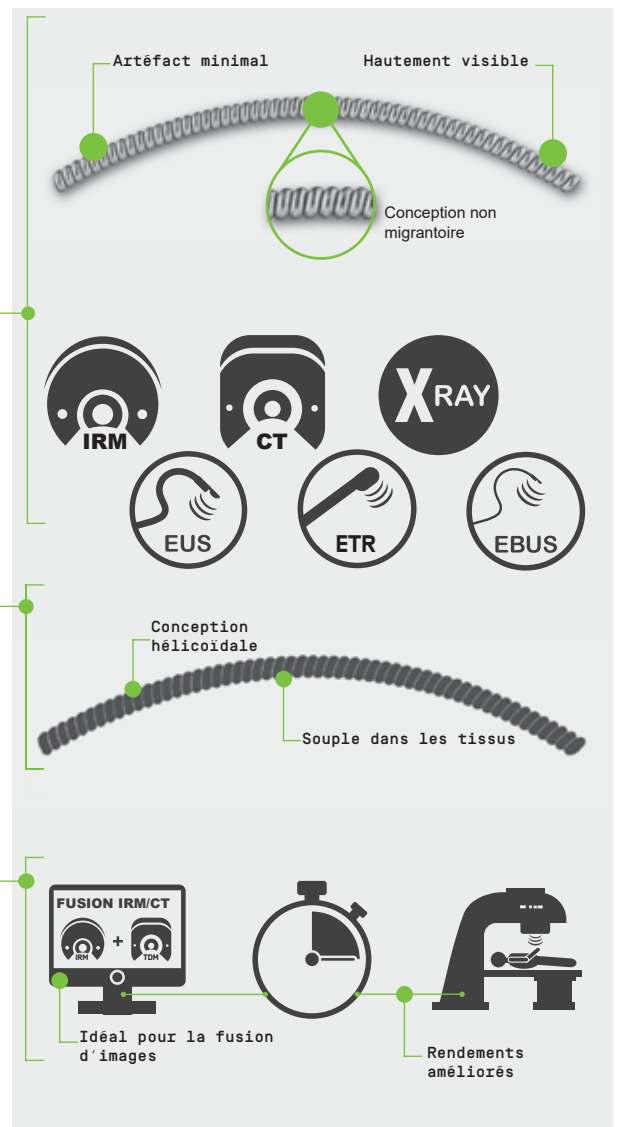 Artéfact minimal
Hautement visible
Conception non
migrantoire
IRM
CT
XRAY
EUS
ETR
EBUS
Conception
hélicoïdale
Souple dans les tissus
FUSION IRM/CT
IRM
+
TDM
Idéal pour la fusion
d'images
Rendements
améliorés